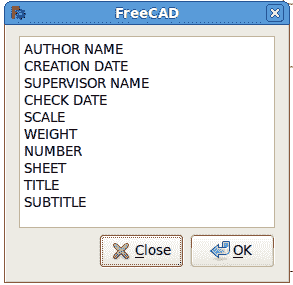 FreeCAD
AUTHOR NAME
CREATION DATE
SUPERVISOR NAME
CHECK DATE
SCALE
WEIGHT
NUMBER
SHEET
TITLE
SUBTITLE
Close
OK